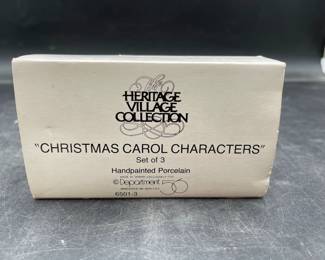 The
HERITAGE
VILLAGE
COLLECTION
"CHRISTMAS CAROL CHARACTERS"
Set of 3
Handpainted Porcelain
© Department 56
6501-3